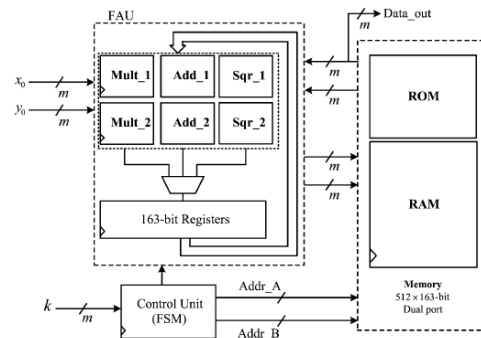 FAU
Data_out
m
x₀
m
y₀
m
Mult_1
Add_1
Sqr_1
Mult_2
Add_2
Sqr_2
m
m
m
m
ROM
RAM
163-bit Registers
Memory
512 × 163-bit
Dual port
k
m
Control Unit
(FSM)
Addr_A
Addr_B